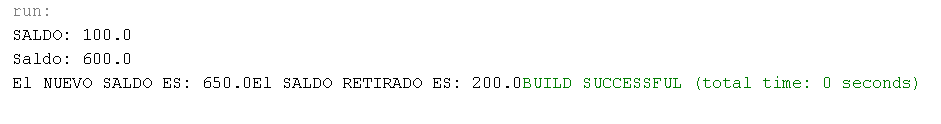 run:
SALDO: 100.0
Saldo: 600.0
El NUEVO SALDO ES: 650.0El SALDO RETIRADO ES: 200.0BUILD SUCCESSFUL (total time: 0 seconds)